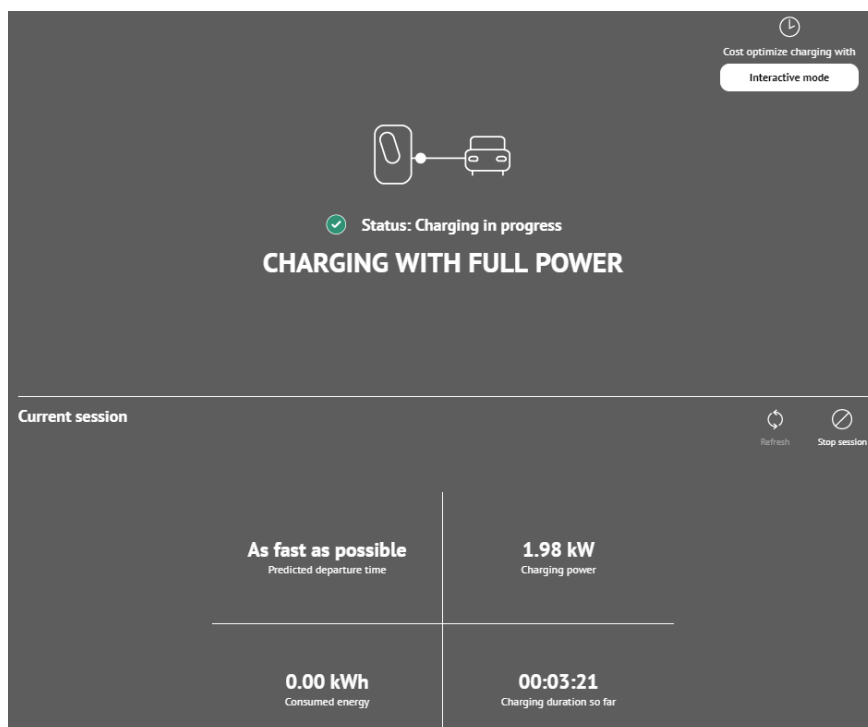 Cost optimize charging with
Interactive mode
Status: Charging in progress
CHARGING WITH FULL POWER
Current session
Refresh
Stop session
As fast as possible
Predicted departure time
1.98 kW
Charging power
0.00 kWh
Consumed energy
00:03:21
Charging duration so far